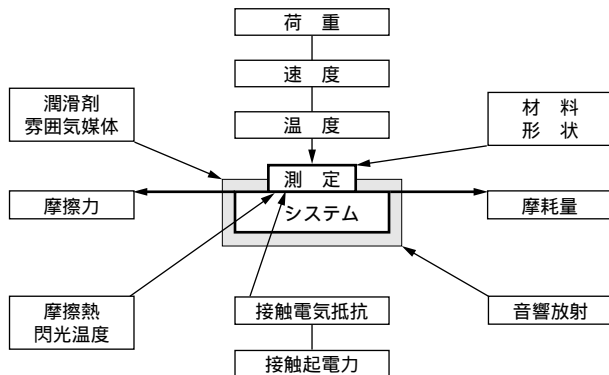 荷　重
速　度
潤滑剤
雰囲気媒体
温　度
材　料
形　状
測　定
摩擦力
システム
摩耗量
摩擦熱
閃光温度
接触電気抵抗
音響放射
接触起電力